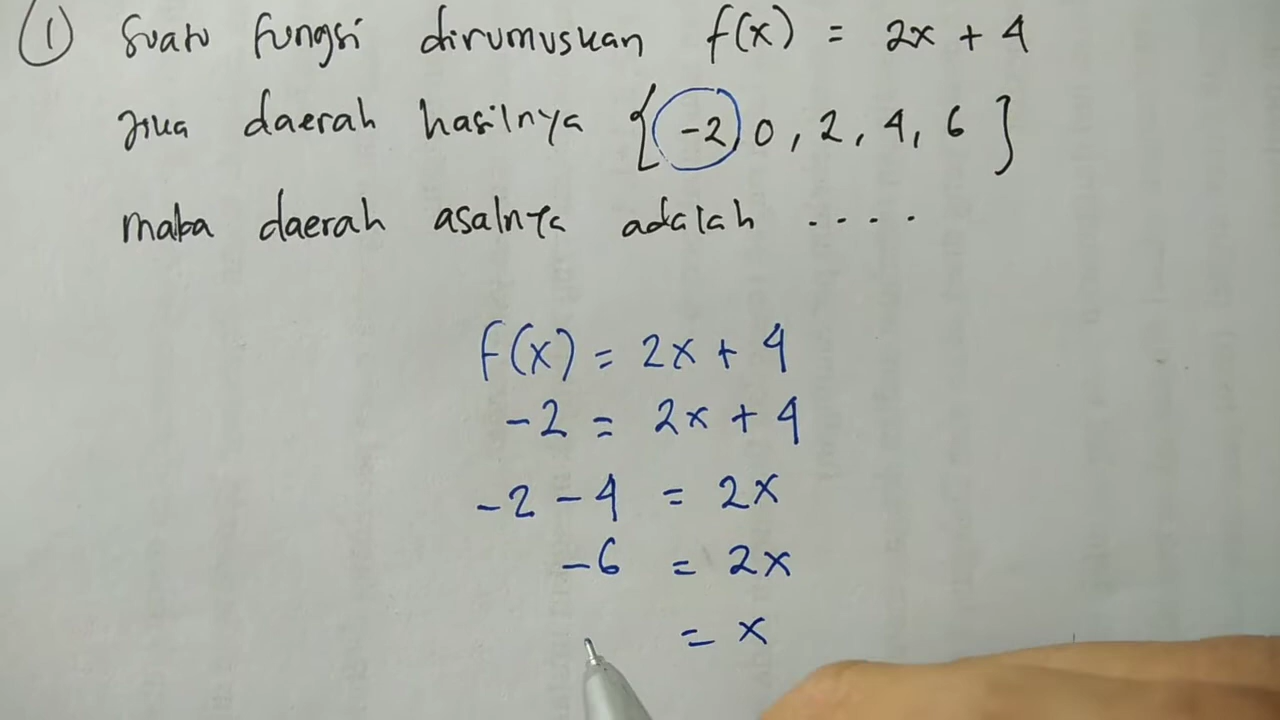 ① Suatu fungsi dirumuskan f(x) = 2x + 4
jika daerah hasilnya {-2, 0, 2, 4, 6}
maka daerah asalnya adalah ....
f(x) = 2x + 4
-2 = 2x + 4
-2 - 4 = 2x
-6 = 2x
= x